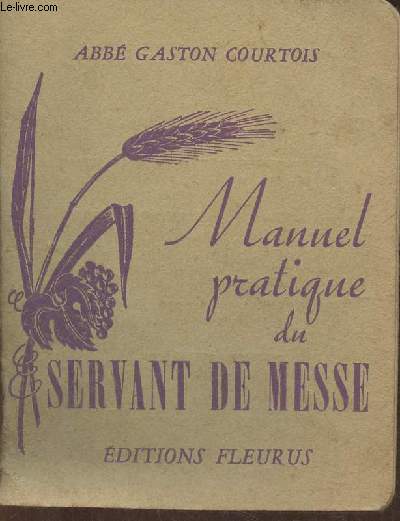 Le-livre.com
ABBÉ GASTON COURTOIS
Manuel
pratique
du
SERVANT DE MESSE
ÉDITIONS FLEURUS